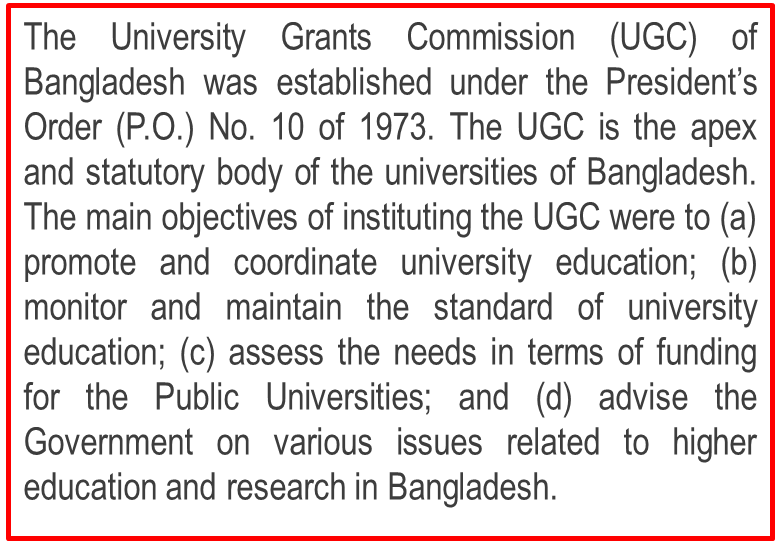 The University Grants Commission (UGC) of
Bangladesh was established under the President’s
Order (P.O.) No. 10 of 1973. The UGC is the apex
and statutory body of the universities of Bangladesh.
The main objectives of instituting the UGC were to (a)
promote and coordinate university education; (b)
monitor and maintain the standard of university
education; (c) assess the needs in terms of funding
for the Public Universities; and (d) advise the
Government on various issues related to higher
education and research in Bangladesh.